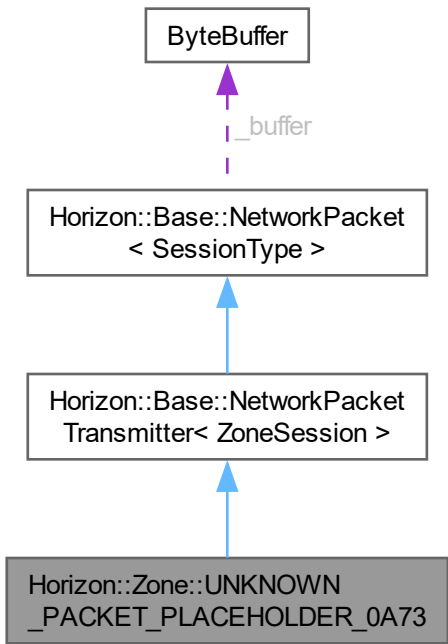 ByteBuffer
_buffer
Horizon::Base::NetworkPacket
< SessionType >
Horizon::Base::NetworkPacket
Transmitter< ZoneSession >
Horizon::Zone::UNKNOWN
_PACKET_PLACEHOLDER_0A73